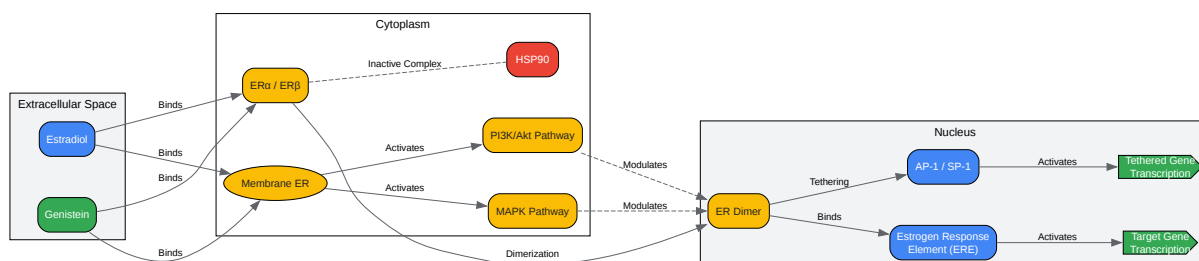 Cytoplasm
HSP90
Inactive Complex
ERα / ERβ
Extracellular Space
Binds
Estradiol
Binds
Binds
Genistein
Binds
Membrane ER
Activates
Activates
PI3K/Akt Pathway
MAPK Pathway
Modulates
Modulates
Dimerization
Nucleus
ER Dimer
Tethering
Binds
AP-1 / SP-1
Activates
Tethered Gene
Transcription
Estrogen Response
Element (ERE)
Activates
Target Gene
Transcription